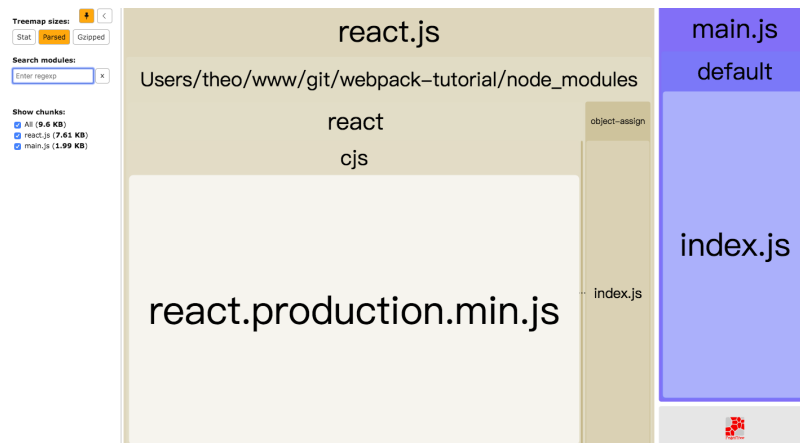 Treemap sizes:
Stat Parsed Gzipped
Search modules:
Enter regexp x
Show chunks:
All (9.6 KB)
react.js (7.61 KB)
main.js (1.99 KB)
react.js
Users/theo/www/git/webpack-tutorial/node_modules
react
object-assign
cjs
react.production.min.js
...
index.js
main.js
default
index.js